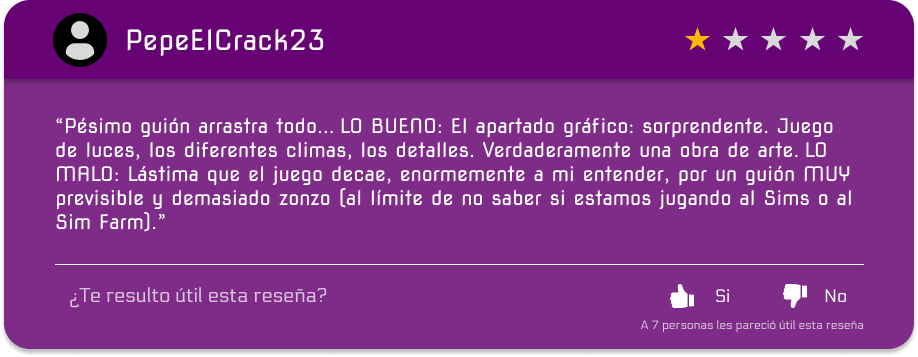 PepeElCrack23
“Pésimo guión arrastra todo... LO BUENO: El apartado gráfico: sorprendente. Juego
de luces, los diferentes climas, los detalles. Verdaderamente una obra de arte. LO
MALO: Lástima que el juego decae, enormemente a mi entender, por un guión MUY
previsible y demasiado zonzo (al límite de no saber si estamos jugando al Sims o al
Sim Farm).”
¿Te resulto útil esta reseña?
Si
No
A 7 personas les pareció útil esta reseña